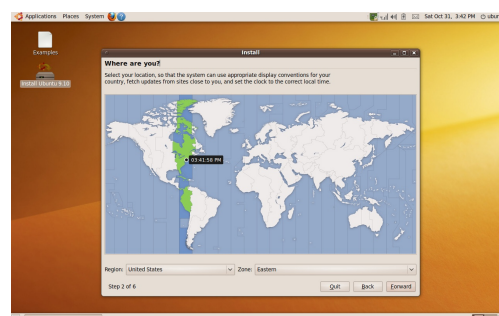 Applications Places System
Sat Oct 31, 3:42 PM
Examples
Install Ubuntu 9.10
Install
Where are you?
Select your location, so that the system can use appropriate display conventions for your
country, fetch updates from sites close to you, and set the clock to the correct local time.
03:41:58 PM
Region: United States Zone: Eastern
Step 2 of 6 Quit Back Forward